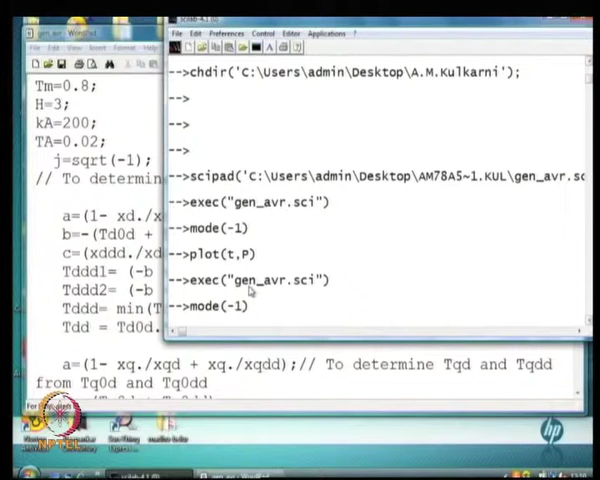 scilab-4.1 (0)
gen_avr - WordPad
File Edit Preferences Control Editor Applications ?
File Edit View Insert Format Help
-->chdir('C:\Users\admin\Desktop\A.M.Kulkarni');
-->
-->
-->
-->scipad('C:\Users\admin\Desktop\AM78A5~1.KUL\gen_avr.sc
-->exec("gen_avr.sci")
-->mode(-1)
-->plot(t,P)
-->exec("gen_avr.sci")
-->mode(-1)
Tm=0.8;
H=3;
kA=200;
TA=0.02;
j=sqrt(-1);
// To determin
a=(1- xd./x
b=-(Td0d +
c=(xddd./xd
Tddd1= (-b
Tddd2= (-b
Tddd= min(T
Tdd = Td0d.
a=(1- xq./xqd + xq./xqdd);// To determine Tqd and Tqdd
from Tq0d and Tq0dd
NPTEL
hp